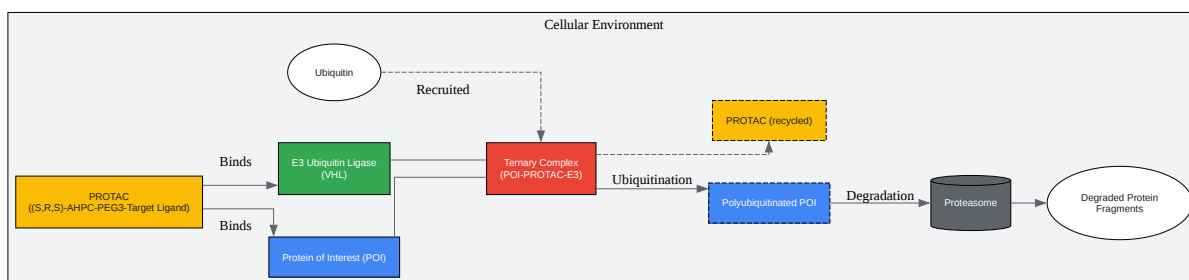 Cellular Environment
Ubiquitin
Recruited
PROTAC (recycled)
Binds
E3 Ubiquitin Ligase
(VHL)
Ternary Complex
(POI-PROTAC-E3)
PROTAC
((S,R,S)-AHPC-PEG3-Target Ligand)
Ubiquitination
Polyubiquitinated POI
Degradation
Proteasome
Degraded Protein
Fragments
Binds
Protein of Interest (POI)